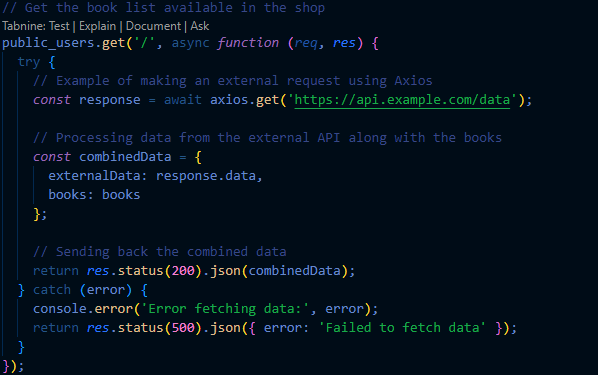 // Get the book list available in the shop
Tabnine: Test | Explain | Document | Ask
public_users.get('/', async function (req, res) {
  try {
    // Example of making an external request using Axios
    const response = await axios.get('https://api.example.com/data');

    // Processing data from the external API along with the books
    const combinedData = {
      externalData: response.data,
      books: books
    };

    // Sending back the combined data
    return res.status(200).json(combinedData);
  } catch (error) {
    console.error('Error fetching data:', error);
    return res.status(500).json({ error: 'Failed to fetch data' });
  }
});